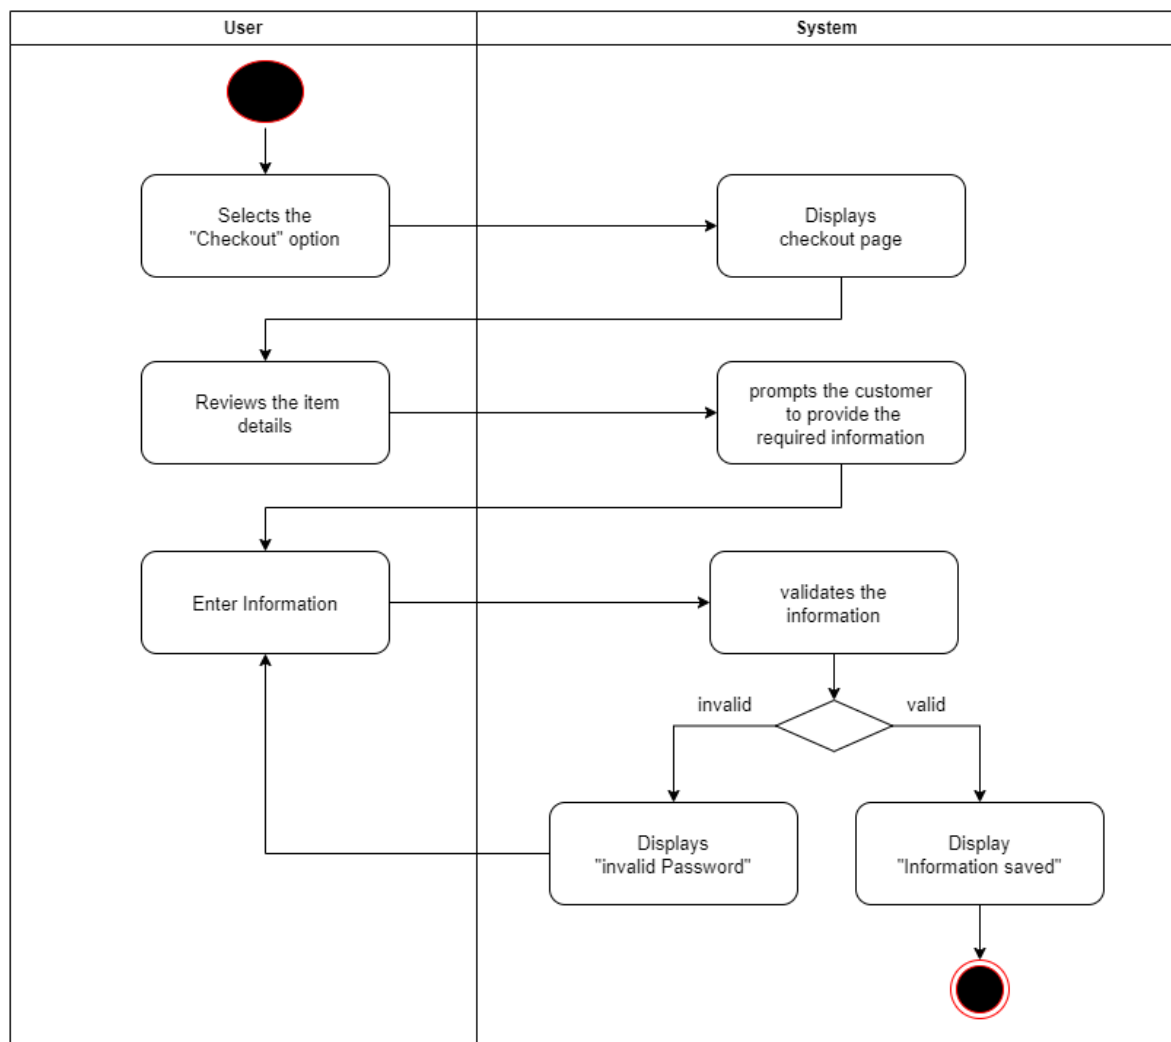 User
System
Selects the
"Checkout" option
Displays
checkout page
Reviews the item
details
prompts the customer
to provide the
required information
Enter Information
validates the
information
invalid
valid
Displays
"invalid Password"
Display
"Information saved"